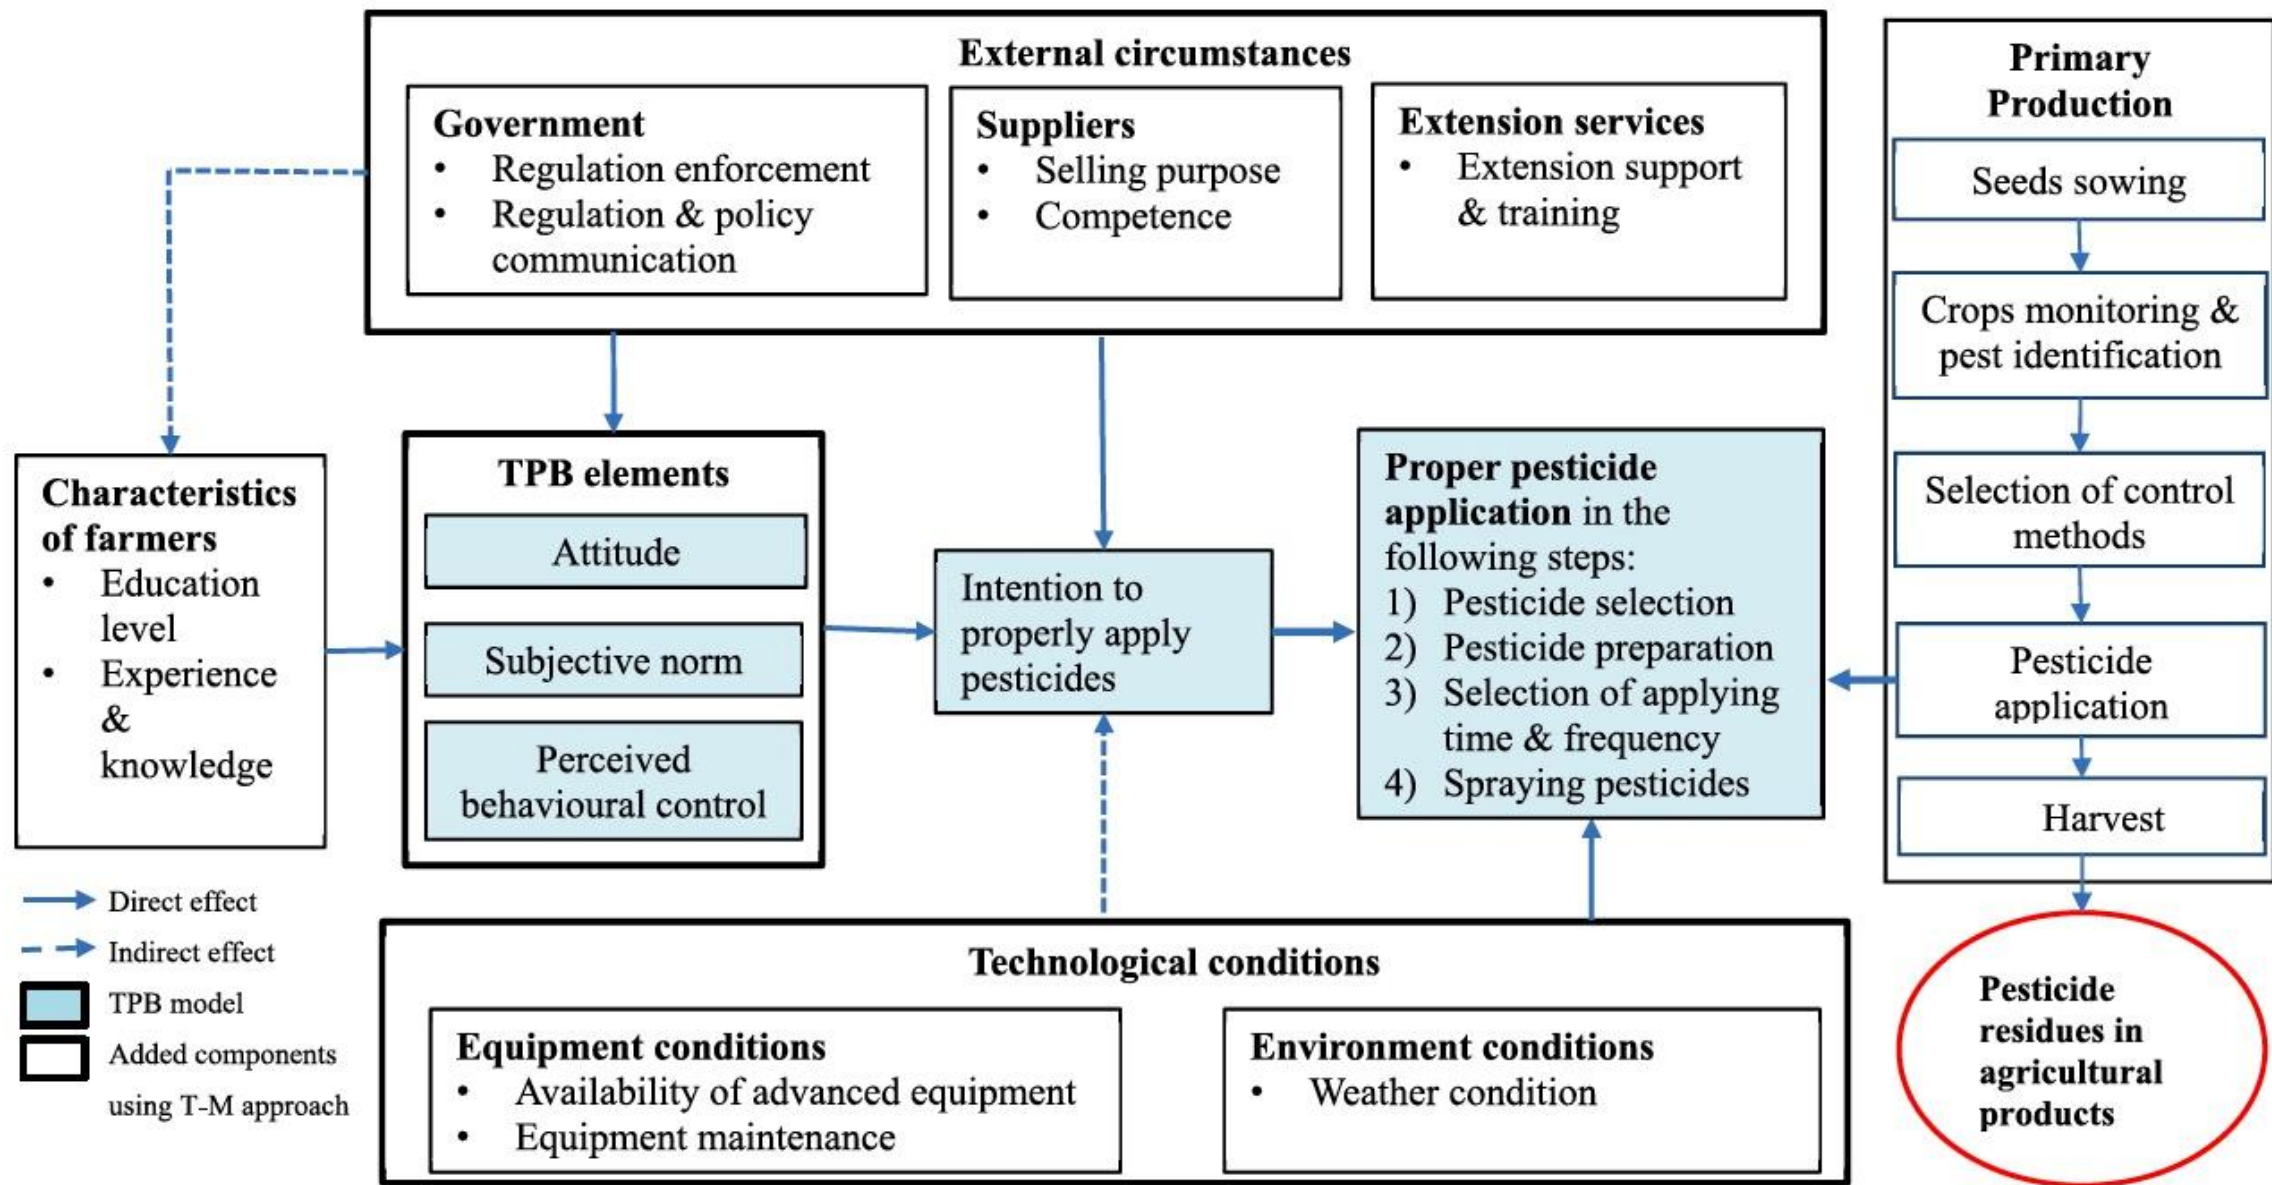 External circumstances
Government
• Regulation enforcement
• Regulation & policy
communication
Suppliers
• Selling purpose
• Competence
Extension services
• Extension support
& training
Primary
Production
Seeds sowing
Crops monitoring &
pest identification
Selection of control
methods
Pesticide
application
Harvest
Pesticide
residues in
agricultural
products
Characteristics
of farmers
• Education
level
• Experience
&
knowledge
TPB elements
Attitude
Subjective norm
Perceived
behavioural control
Intention to
properly apply
pesticides
Proper pesticide
application in the
following steps:
1) Pesticide selection
2) Pesticide preparation
3) Selection of applying
time & frequency
4) Spraying pesticides
Direct effect
Indirect effect
TPB model
Added components
using T-M approach
Technological conditions
Equipment conditions
• Availability of advanced equipment
• Equipment maintenance
Environment conditions
• Weather condition